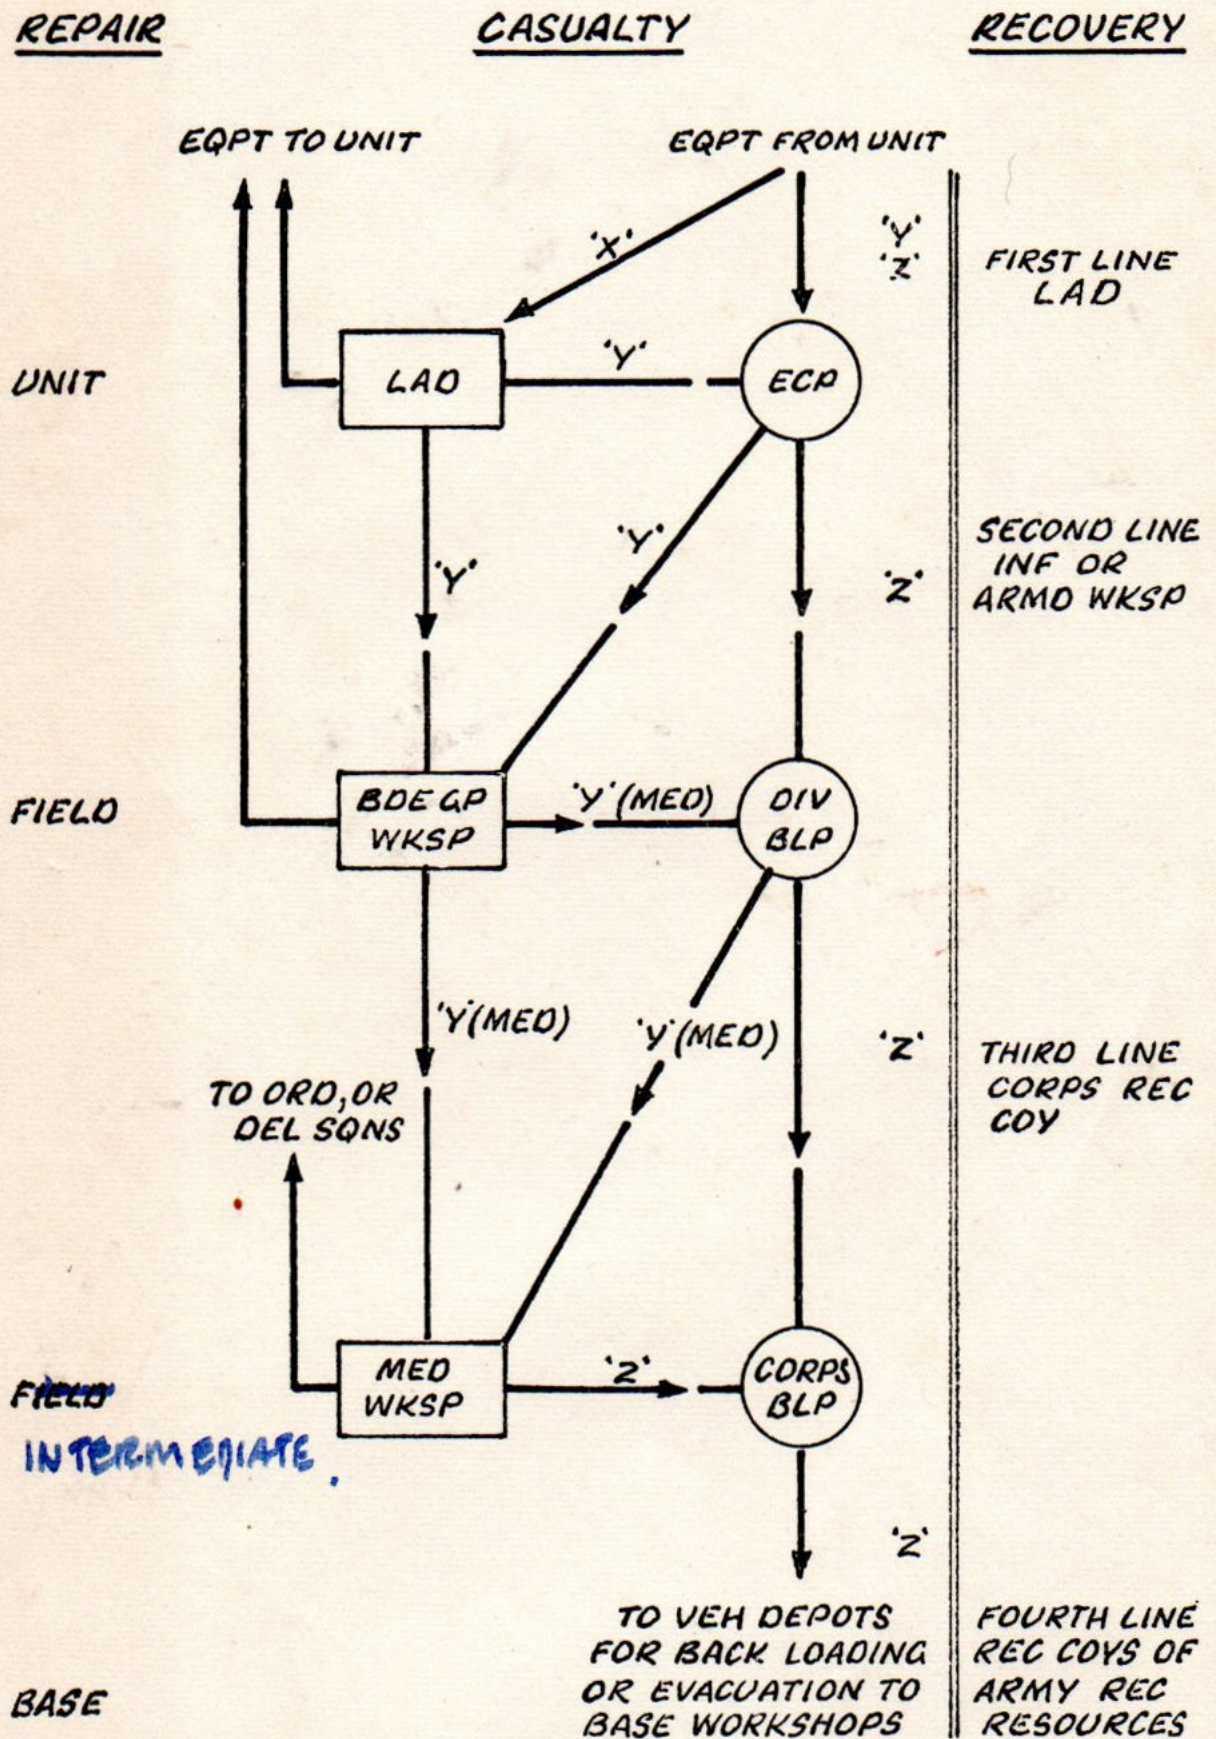 REPAIR
CASUALTY
RECOVERY
EQPT TO UNIT
EQPT FROM UNIT
'X'
'Y'
'Z'
FIRST LINE
LAD
UNIT
LAD
'Y'
ECP
'Y'
'Y'
'Z'
SECOND LINE
INF OR
ARMD WKSP
FIELD
BDE GP
WKSP
'Y' (MED)
DIV
BLP
'Y' (MED)
'Y' (MED)
'Z'
THIRD LINE
CORPS REC
COY
TO ORD, OR
DEL SQNS
FIELD
INTERMEDIATE.
MED
WKSP
'Z'
CORPS
BLP
'Z'
BASE
TO VEH DEPOTS
FOR BACK LOADING
OR EVACUATION TO
BASE WORKSHOPS
FOURTH LINE
REC COYS OF
ARMY REC
RESOURCES